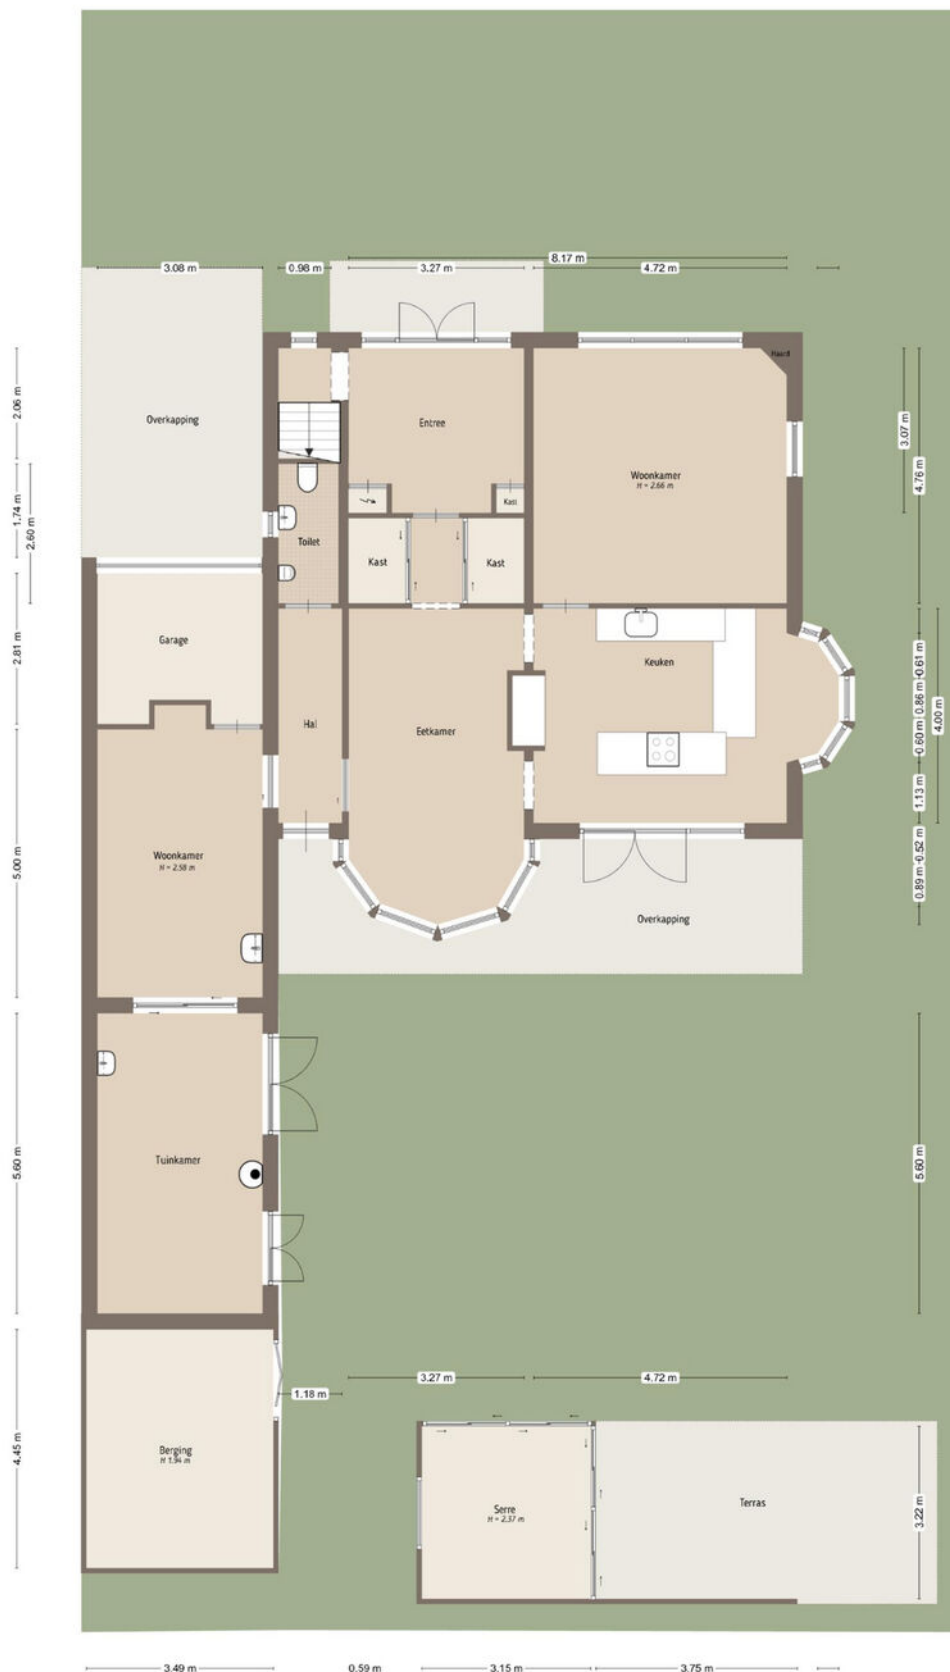 8.17 m
3.08 m
0.98 m
3.27 m
4.72 m
Haard
2.06 m
3.07 m
4.76 m
Overkapping
Entree
Woonkamer
H = 2.66 m
Kast
1.74 m
2.60 m
Toilet
Kast
Kast
Garage
Keuken
2.81 m
0.61 m
0.86 m
0.60 m
4.00 m
Hal
Eetkamer
1.13 m
Woonkamer
H = 2.58 m
5.00 m
0.52 m
0.89 m
Overkapping
5.60 m
Tuinkamer
5.60 m
3.27 m
4.72 m
1.18 m
4.45 m
Berging
H 1.94 m
Serre
H = 2.37 m
Terras
3.22 m
3.49 m
0.59 m
3.15 m
3.75 m